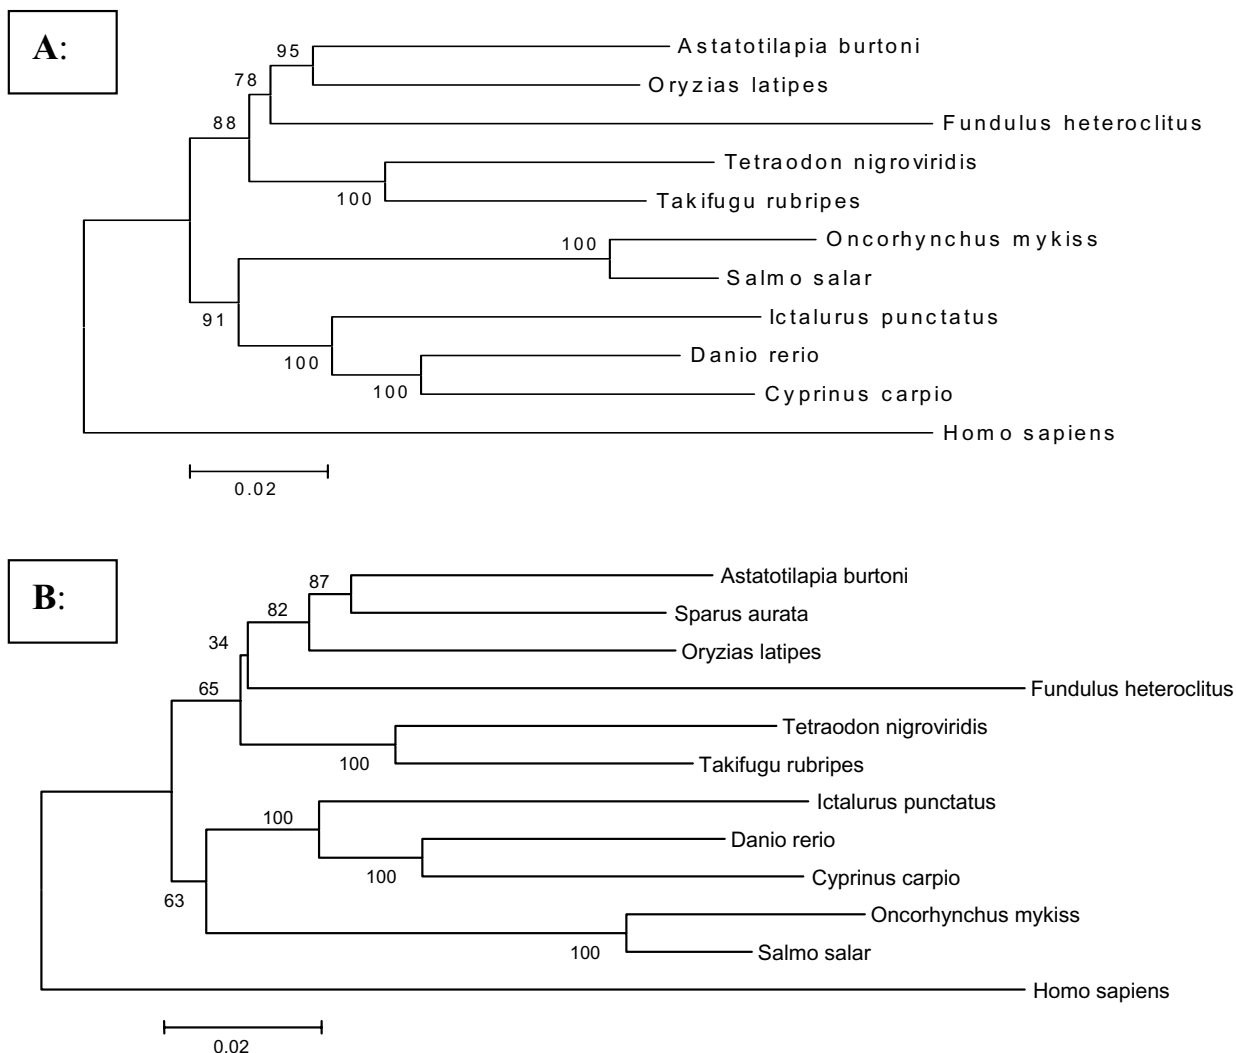 A:
95
Astatotilapia burtoni
78
Oryzias latipes
88
Fundulus heteroclitus
Tetraodon nigroviridis
100
Takifugu rubripes
100
Oncorhynchus mykiss
Salmo salar
91
Ictalurus punctatus
100
Danio rerio
100
Cyprinus carpio
Homo sapiens
0.02
B:
87
Astatotilapia burtoni
82
Sparus aurata
34
Oryzias latipes
65
Fundulus heteroclitus
Tetraodon nigroviridis
100
Takifugu rubripes
Ictalurus punctatus
100
Danio rerio
100
Cyprinus carpio
63
Oncorhynchus mykiss
100
Salmo salar
Homo sapiens
0.02